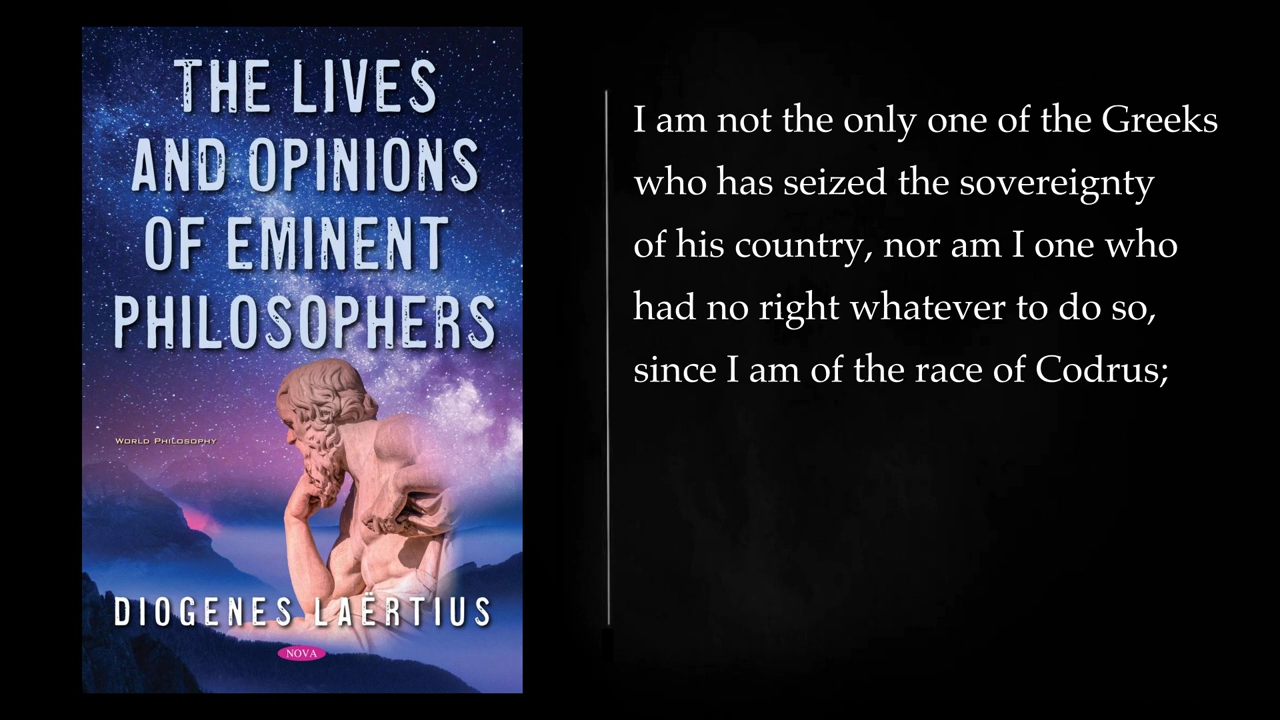 THE LIVES
AND OPINIONS
OF EMINENT
PHILOSOPHERS
WORLD PHILOSOPHY
DIOGENES LAËRTIUS
NOVA
I am not the only one of the Greeks
who has seized the sovereignty
of his country, nor am I one who
had no right whatever to do so,
since I am of the race of Codrus;